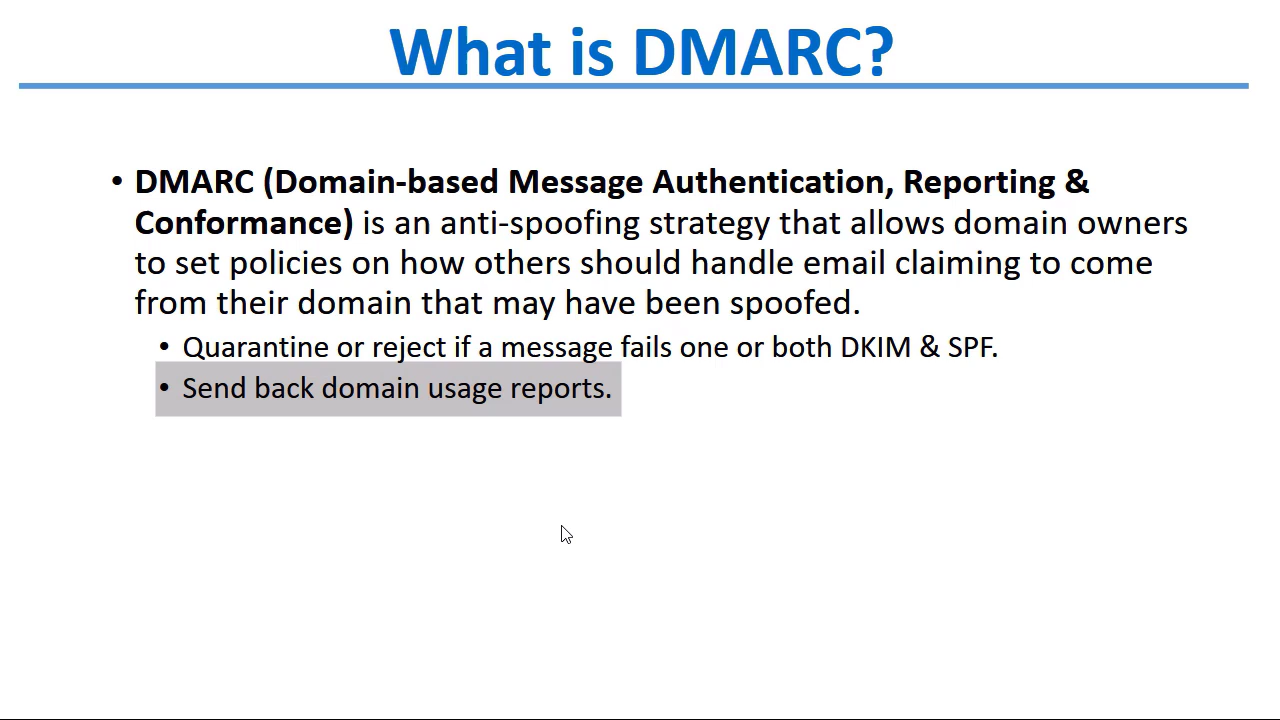 What is DMARC?
• DMARC (Domain-based Message Authentication, Reporting &
Conformance) is an anti-spoofing strategy that allows domain owners
to set policies on how others should handle email claiming to come
from their domain that may have been spoofed.
• Quarantine or reject if a message fails one or both DKIM & SPF.
• Send back domain usage reports.